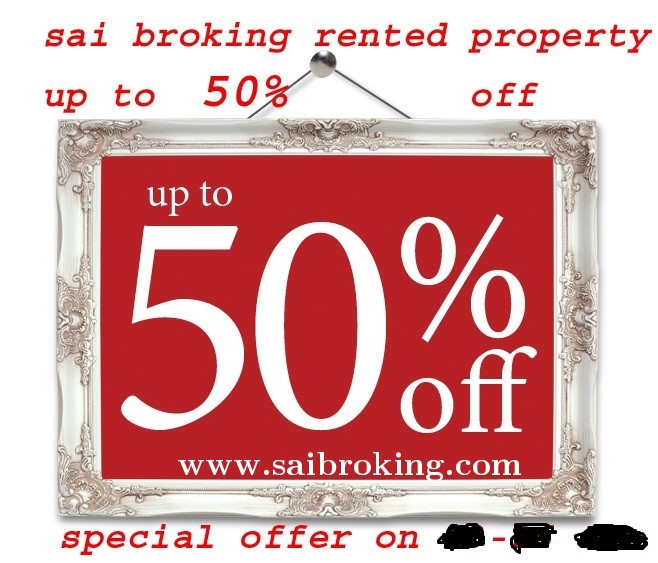 sai broking rented property
up to 50% off
up to
50%
off
www.saibroking.com
special offer on